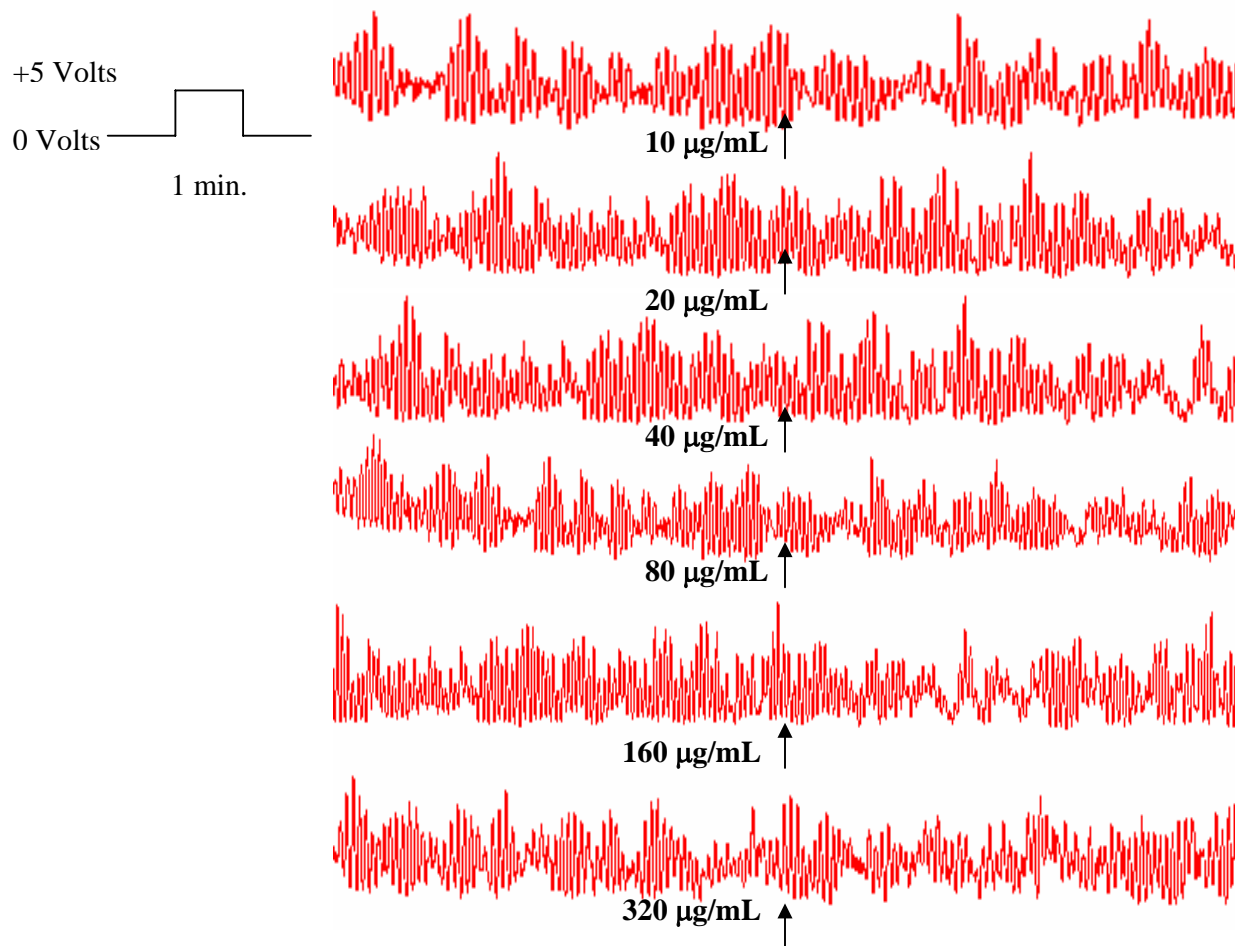 +5 Volts
0 Volts
1 min.
10 μg/mL
20 μg/mL
40 μg/mL
80 μg/mL
160 μg/mL
320 μg/mL